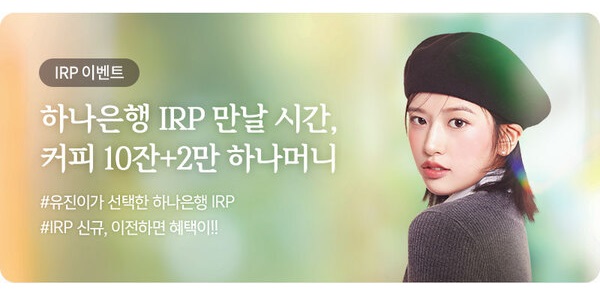 IRP 이벤트
하나은행 IRP 만날 시간,
커피 10잔+2만 하나머니
#유진이가 선택한 하나은행 IRP
#IRP 신규, 이전하면 혜택이!!